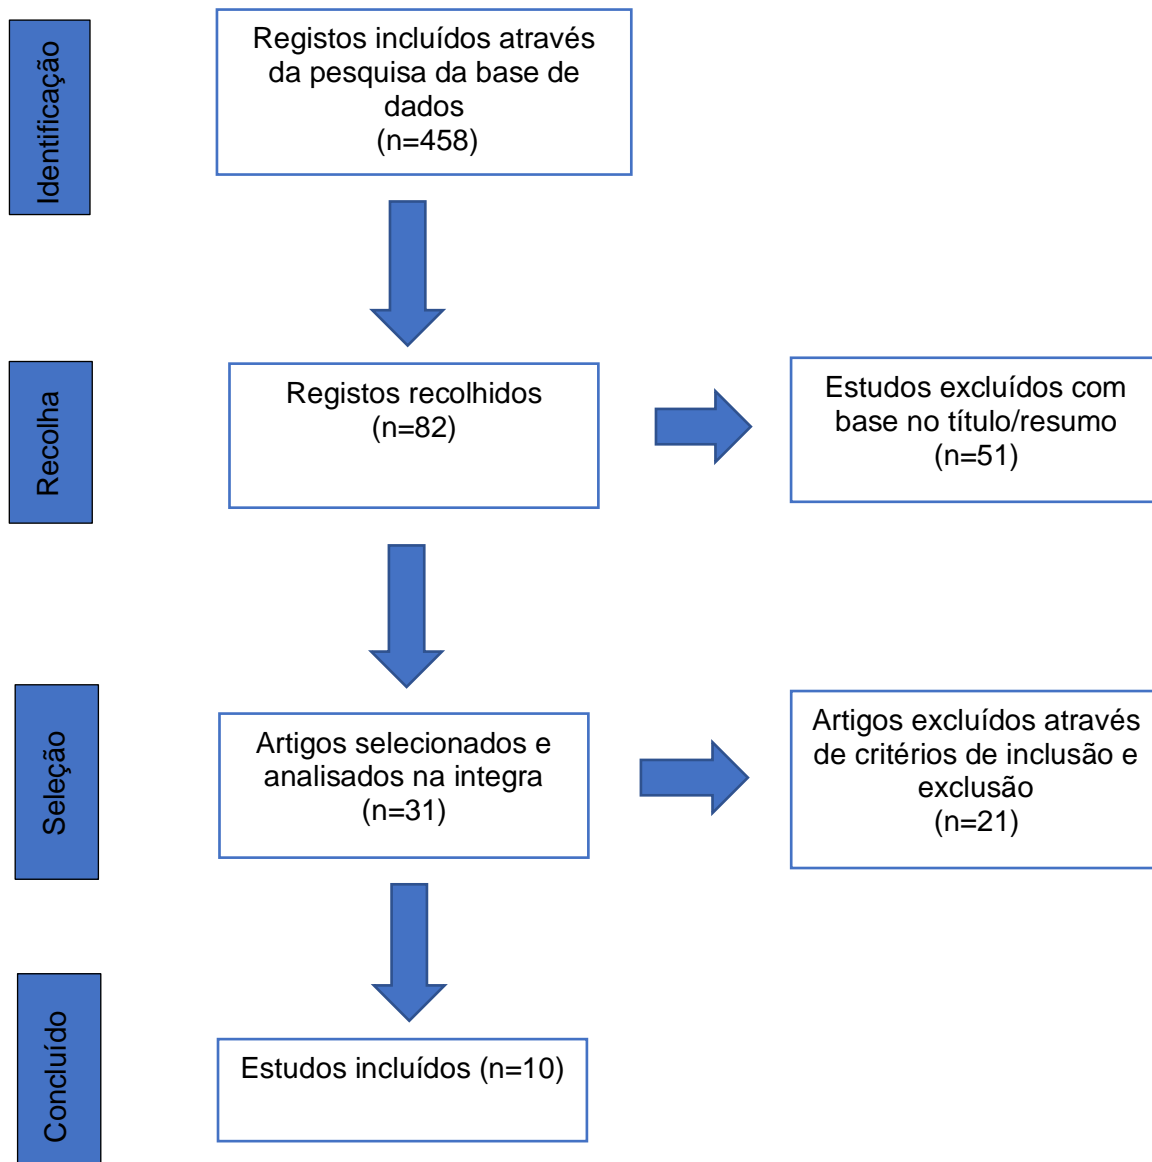 Identificação
Registos incluídos através
da pesquisa da base de
dados
(n=458)
Recolha
Registos recolhidos
(n=82)
Estudos excluídos com
base no título/resumo
(n=51)
Seleção
Artigos selecionados e
analisados na integra
(n=31)
Artigos excluídos através
de critérios de inclusão e
exclusão
(n=21)
Concluído
Estudos incluídos (n=10)